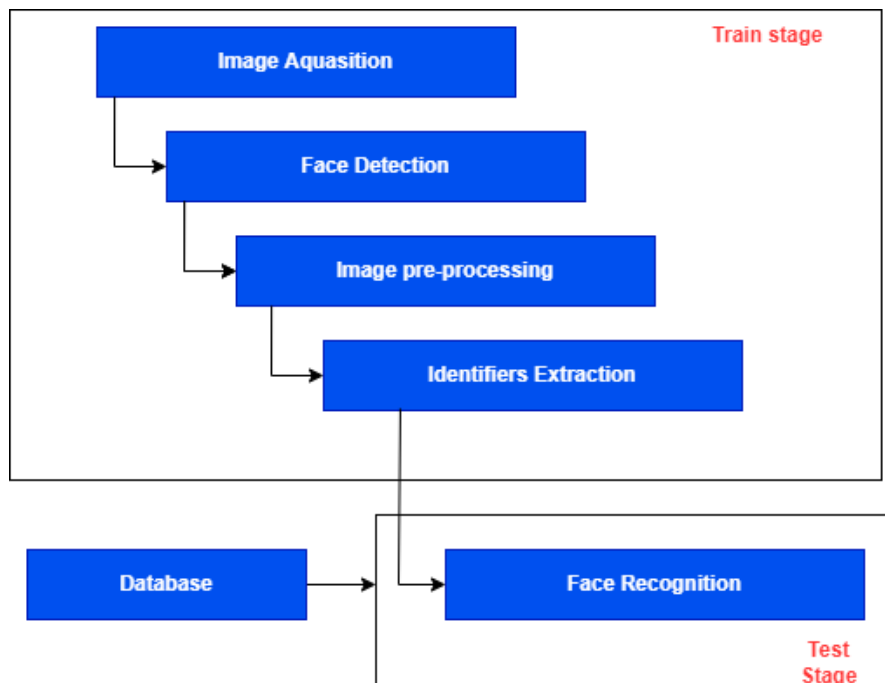 Train stage
Image Aquasition
Face Detection
Image pre-processing
Identifiers Extraction
Database
Face Recognition
Test
Stage